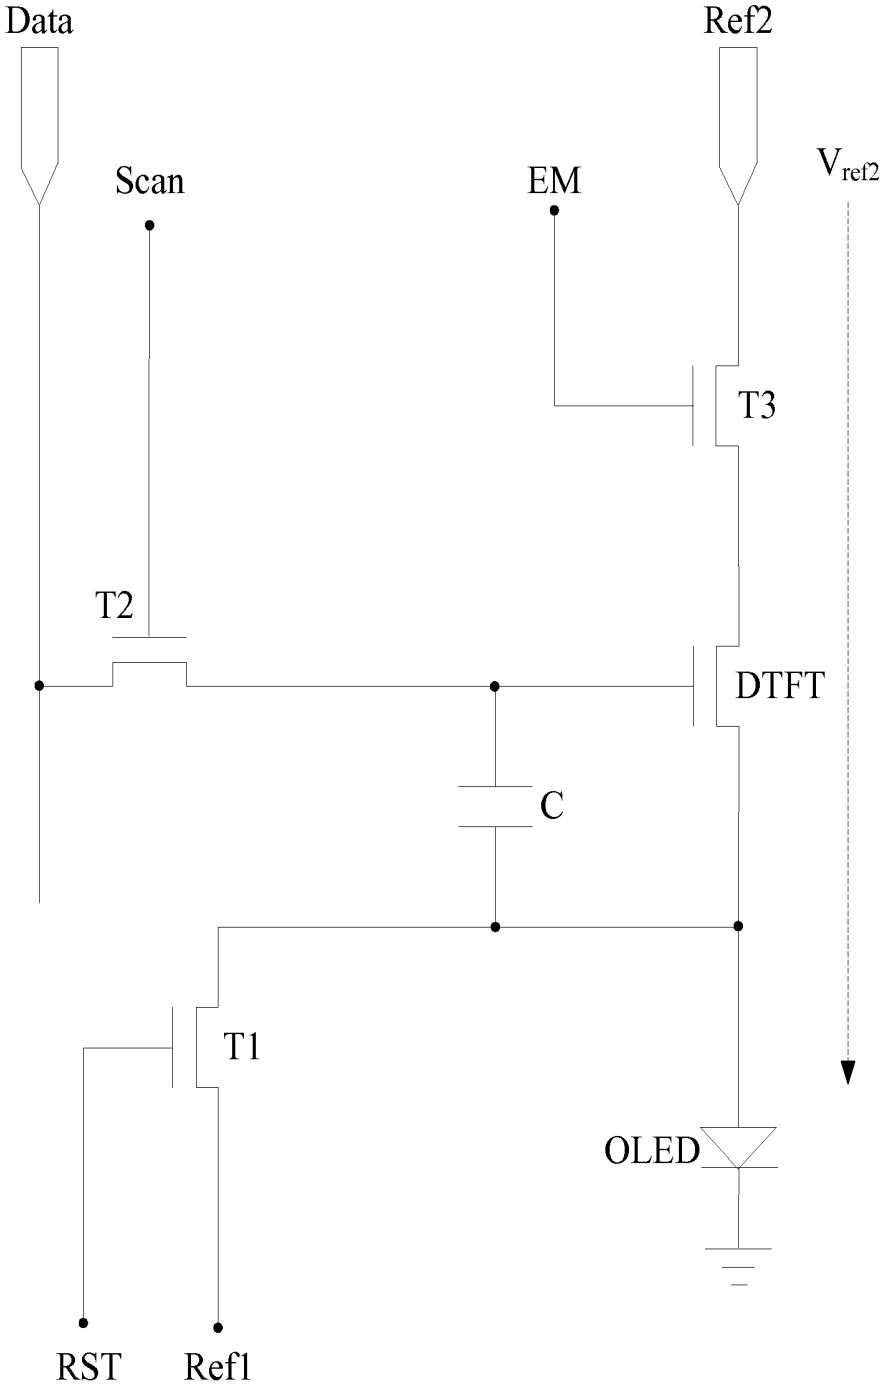 Data
Ref2
Vref2
Scan
EM
T3
T2
DTFT
C
T1
OLED
RST
Ref1